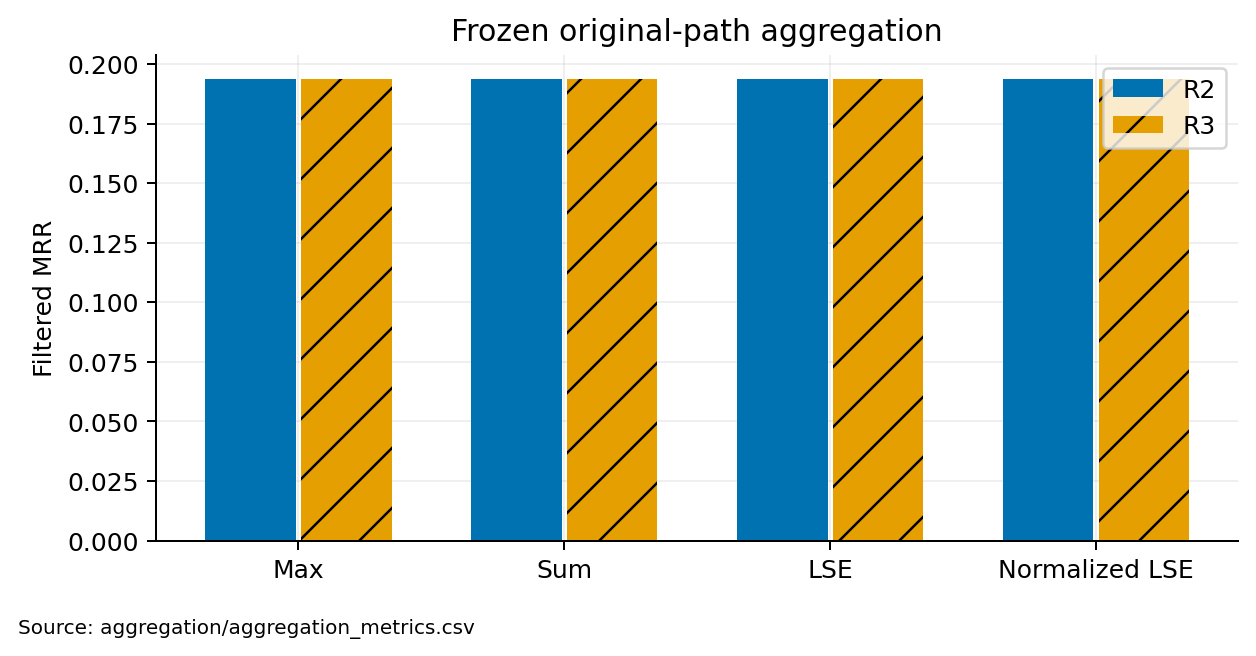 Frozen original-path aggregation
R2
R3
Filtered MRR
0.200
0.175
0.150
0.125
0.100
0.075
0.050
0.025
0.000
Max Sum LSE Normalized LSE
Source: aggregation/aggregation_metrics.csv